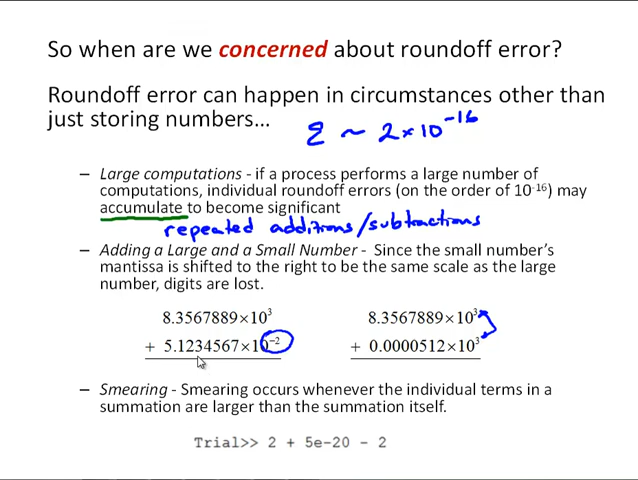 So when are we concerned about roundoff error?
Roundoff error can happen in circumstances other than
just storing numbers...
ε ~ 2×10⁻¹⁶
– Large computations - if a process performs a large number of
computations, individual roundoff errors (on the order of 10⁻¹⁶) may
accumulate to become significant
repeated additions/subtractions
– Adding a Large and a Small Number - Since the small number's
mantissa is shifted to the right to be the same scale as the large
number, digits are lost.
8.3567889×10³ 8.3567889×10³
+ 5.1234567×10⁻² + 0.0000512×10³
– Smearing - Smearing occurs whenever the individual terms in a
summation are larger than the summation itself.
Trial>> 2 + 5e-20 - 2